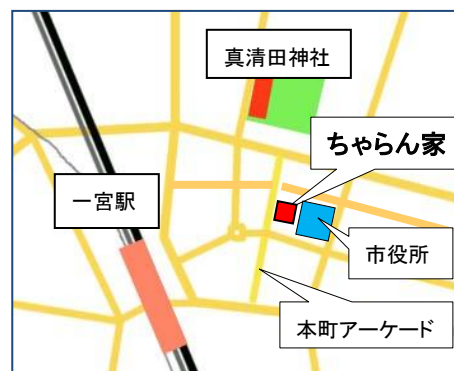 真清田神社
ちゃらん家
一宮駅
市役所
本町アーケード